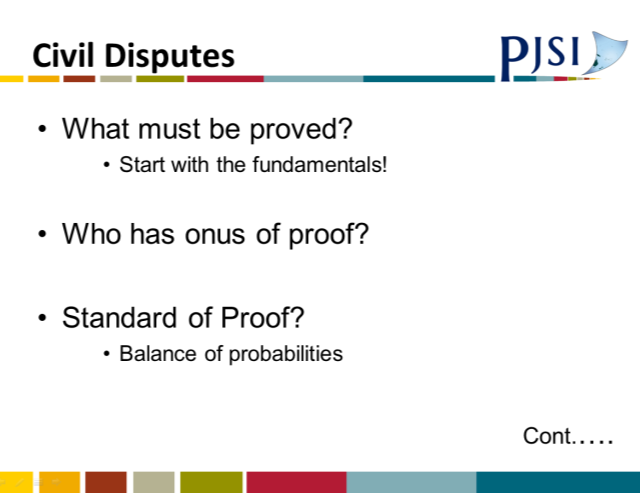 Civil Disputes
PJSI
• What must be proved?
• Start with the fundamentals!
• Who has onus of proof?
• Standard of Proof?
• Balance of probabilities
Cont.....